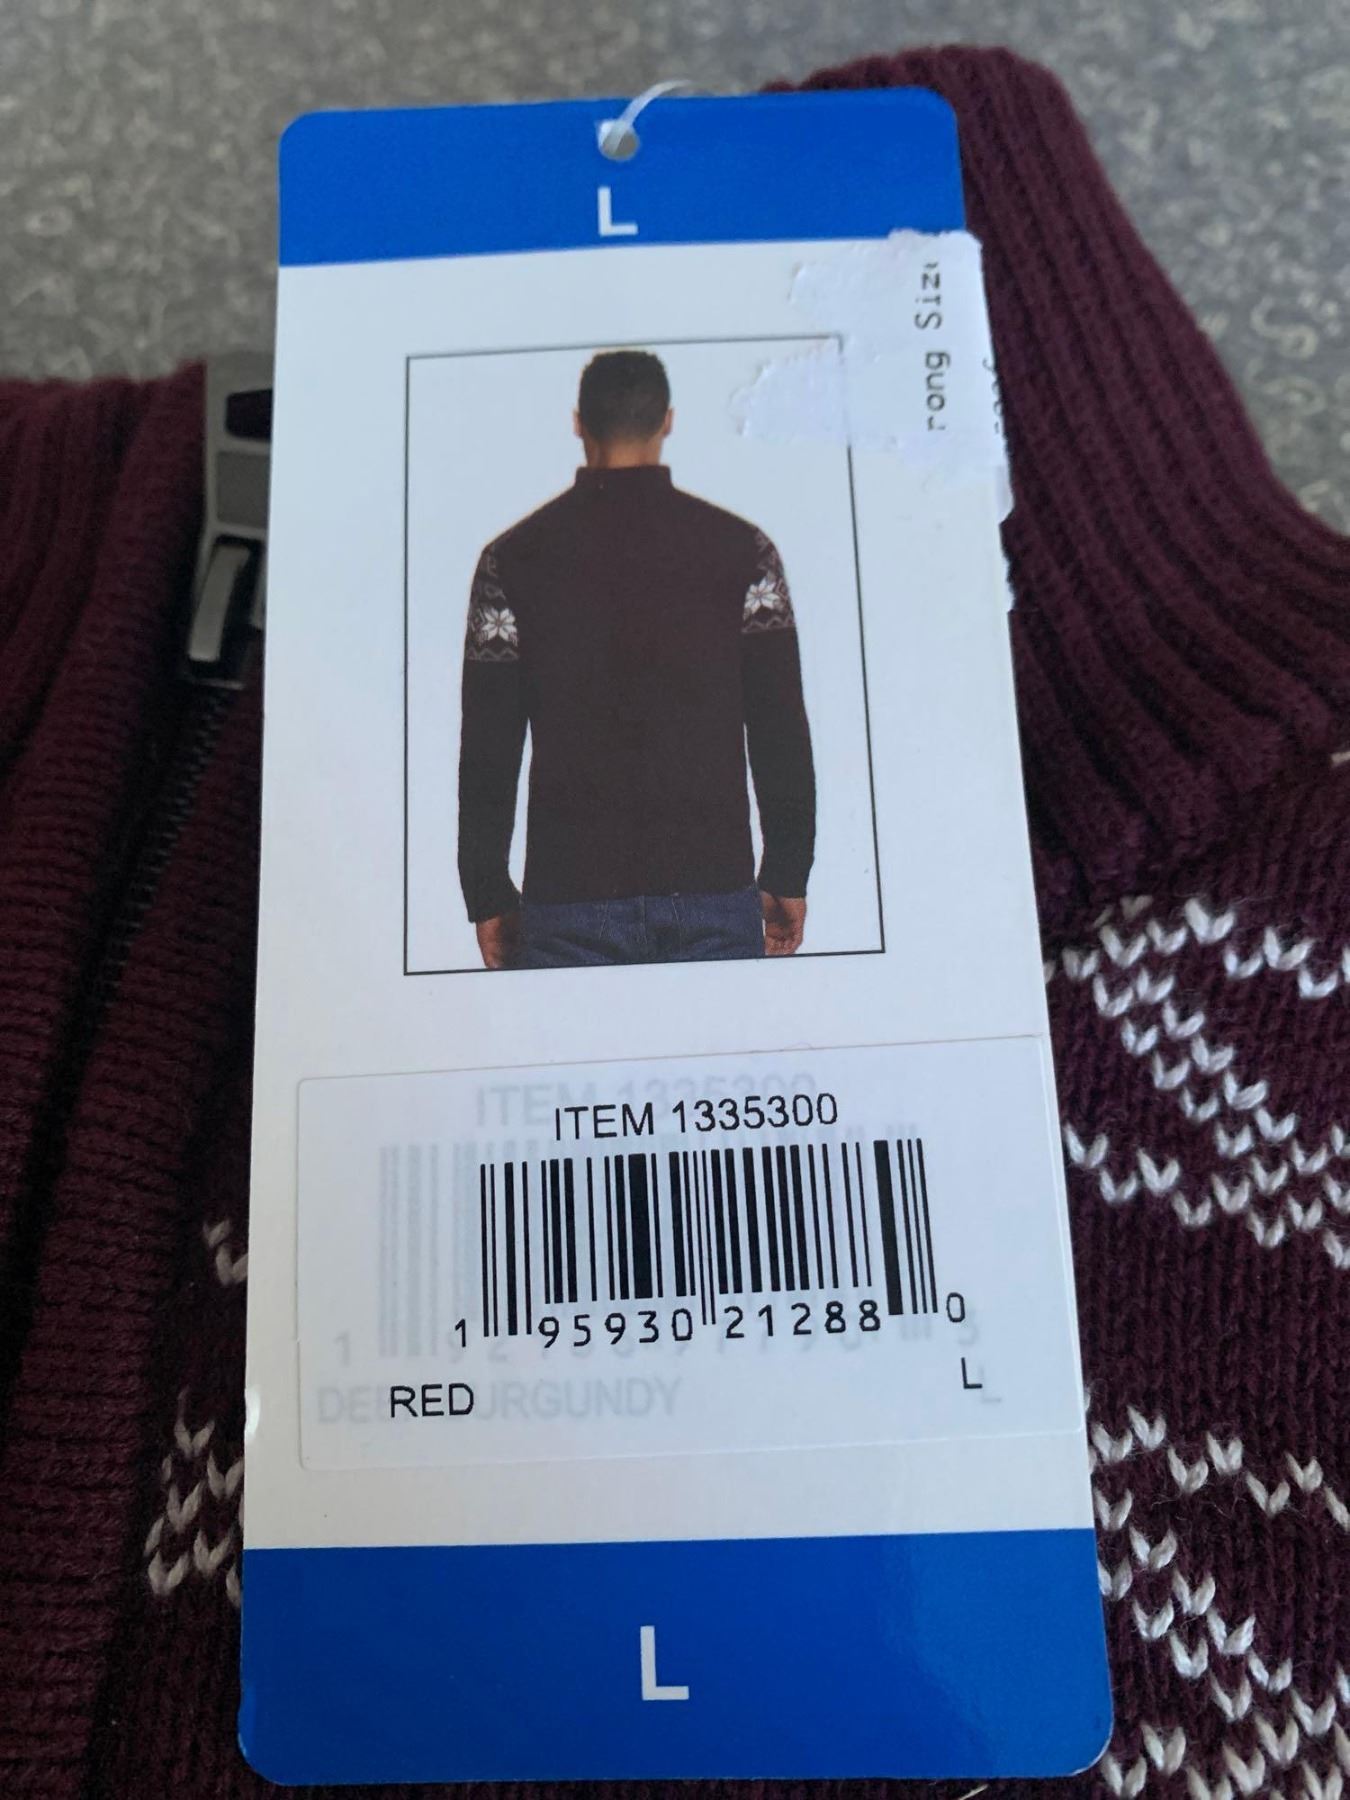 L
rong Siz
ITEM 1335300
1 95930 21288 0
RED L
L